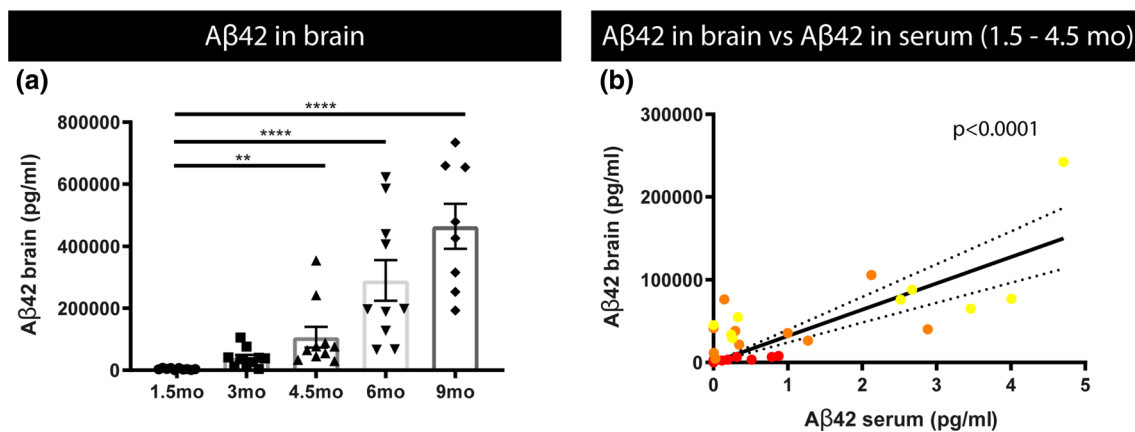 Aβ42 in brain
Aβ42 in brain vs Aβ42 in serum (1.5 - 4.5 mo)
(a)
****
****
**
Aβ42 brain (pg/ml)
800000
600000
400000
200000
0
1.5mo 3mo 4.5mo 6mo 9mo
(b)
p<0.0001
Aβ42 brain (pg/ml)
300000
200000
100000
0
0 1 2 3 4 5
Aβ42 serum (pg/ml)